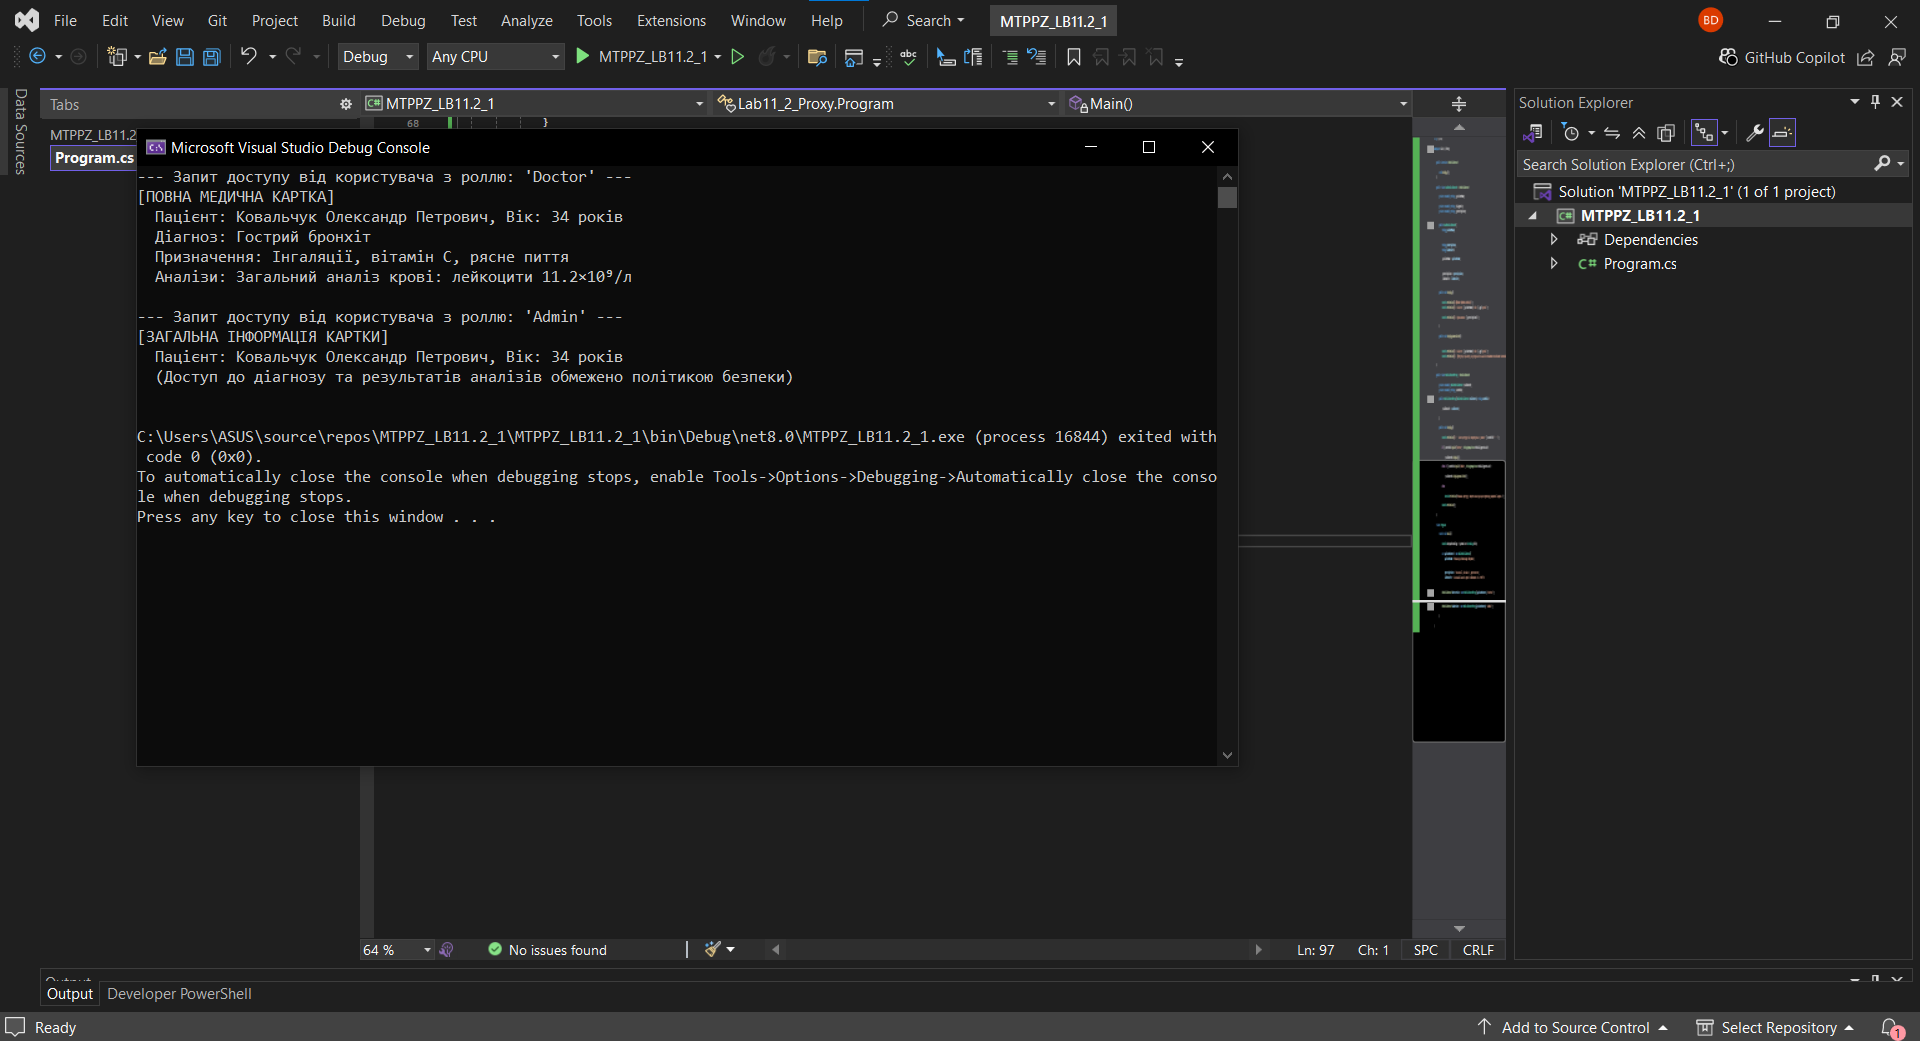 File Edit View Git Project Build Debug Test Analyze Tools Extensions Window Help Search MTPPZ_LB11.2_1 BD
Debug Any CPU MTPPZ_LB11.2_1 GitHub Copilot
Data Sources
Tabs
MTPPZ_LB11.2
Program.cs
MTPPZ_LB11.2_1 Lab11_2_Proxy.Program Main()
68 }
Microsoft Visual Studio Debug Console
--- Запит доступу від користувача з роллю: 'Doctor' ---
[ПОВНА МЕДИЧНА КАРТКА]
Пацієнт: Ковальчук Олександр Петрович, Вік: 34 років
Діагноз: Гострий бронхіт
Призначення: Інгаляції, вітамін C, рясне пиття
Аналізи: Загальний аналіз крові: лейкоцити 11.2×10⁹/л
--- Запит доступу від користувача з роллю: 'Admin' ---
[ЗАГАЛЬНА ІНФОРМАЦІЯ КАРТКИ]
Пацієнт: Ковальчук Олександр Петрович, Вік: 34 років
(Доступ до діагнозу та результатів аналізів обмежено політикою безпеки)
C:\Users\ASUS\source\repos\MTPPZ_LB11.2_1\MTPPZ_LB11.2_1\bin\Debug\net8.0\MTPPZ_LB11.2_1.exe (process 16844) exited with
code 0 (0x0).
To automatically close the console when debugging stops, enable Tools->Options->Debugging->Automatically close the conso
le when debugging stops.
Press any key to close this window . . .
Solution Explorer
Search Solution Explorer (Ctrl+;)
Solution 'MTPPZ_LB11.2_1' (1 of 1 project)
MTPPZ_LB11.2_1
Dependencies
C# Program.cs
64 % No issues found Ln: 97 Ch: 1 SPC CRLF
Output
Output Developer PowerShell
Ready Add to Source Control Select Repository 1